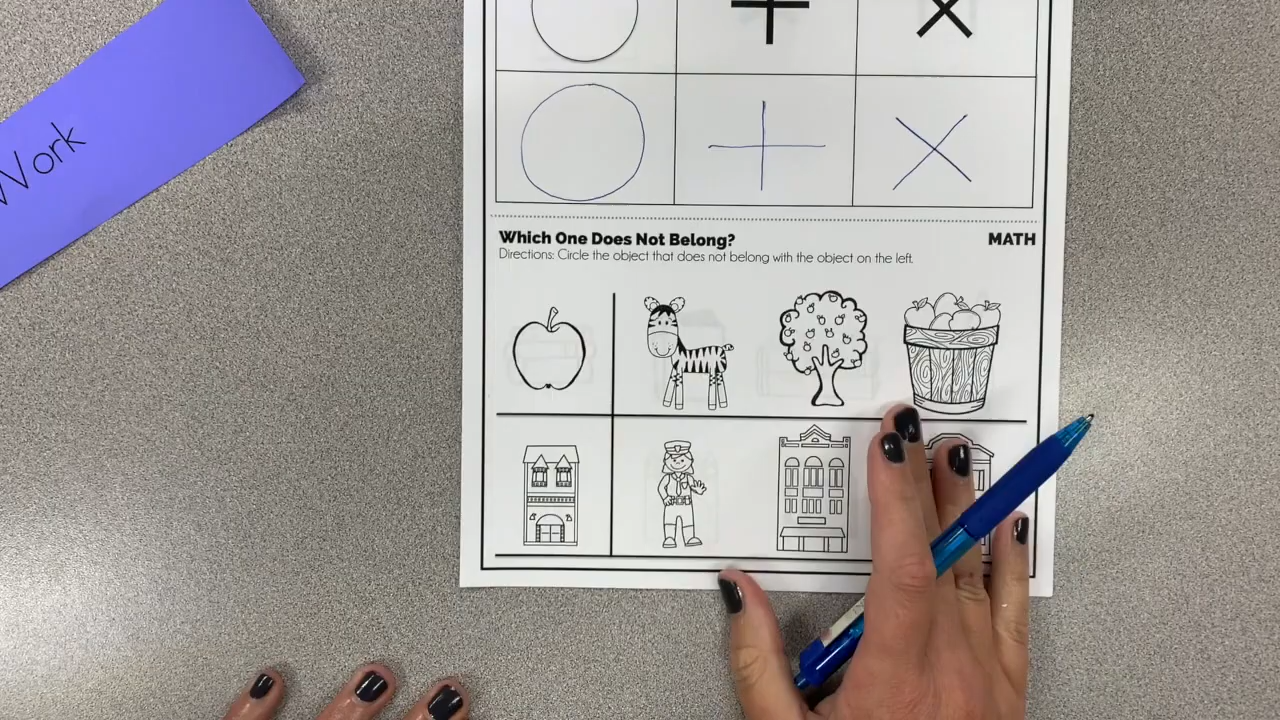 Work
Which One Does Not Belong?
MATH
Directions: Circle the object that does not belong with the object on the left.